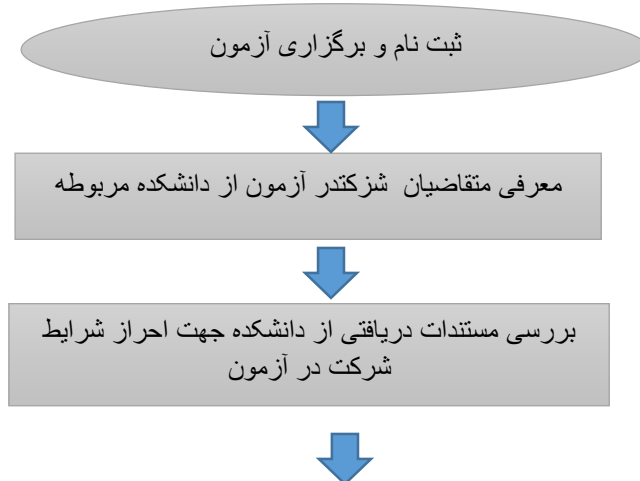 ثبت نام و برگزاری آزمون
معرفی متقاضیان شزکتدر آزمون از دانشکده مربوطه
بررسی مستندات دریافتی از دانشکده جهت احراز شرایط
شرکت در آزمون